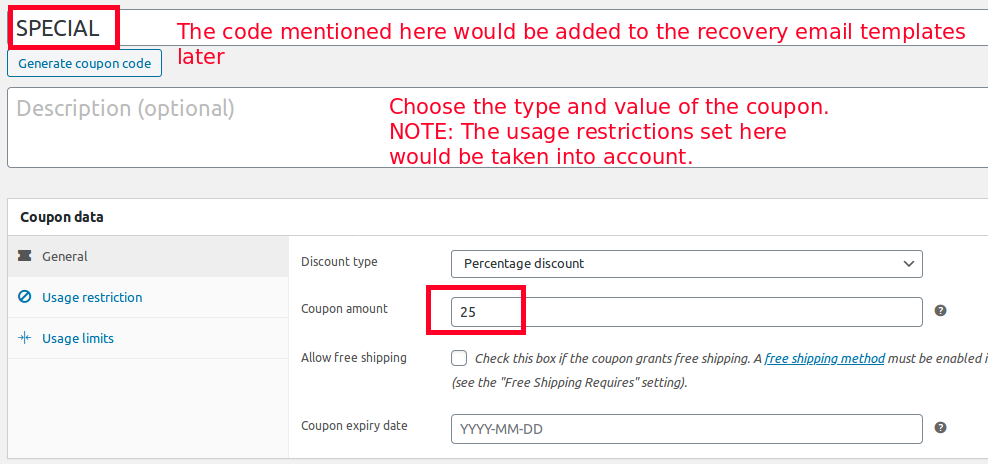 SPECIAL
The code mentioned here would be added to the recovery email templates
later
Generate coupon code
Description (optional)
Choose the type and value of the coupon.
NOTE: The usage restrictions set here
would be taken into account.
Coupon data
General
Usage restriction
Usage limits
Discount type
Percentage discount
Coupon amount
25
Allow free shipping
Check this box if the coupon grants free shipping. A free shipping method must be enabled i
(see the "Free Shipping Requires" setting).
Coupon expiry date
YYYY-MM-DD